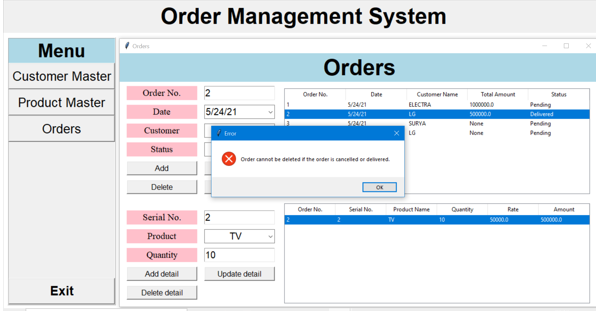 Order Management System
Menu
Customer Master
Product Master
Orders
Exit
Orders
Orders
Order No. 2
Date 5/24/21
Customer
Status
Add
Delete
Order No. Date Customer Name Total Amount Status
1 5/24/21 ELECTRA 1000000.0 Pending
2 5/24/21 LG 500000.0 Delivered
3 5/24/21 SURYA None Pending
LG None Pending
Error
Order cannot be deleted if the order is cancelled or delivered.
OK
Serial No. 2
Product TV
Quantity 10
Add detail Update detail
Delete detail
Order No. Serial No. Product Name Quantity Rate Amount
2 2 TV 10 50000.0 500000.0